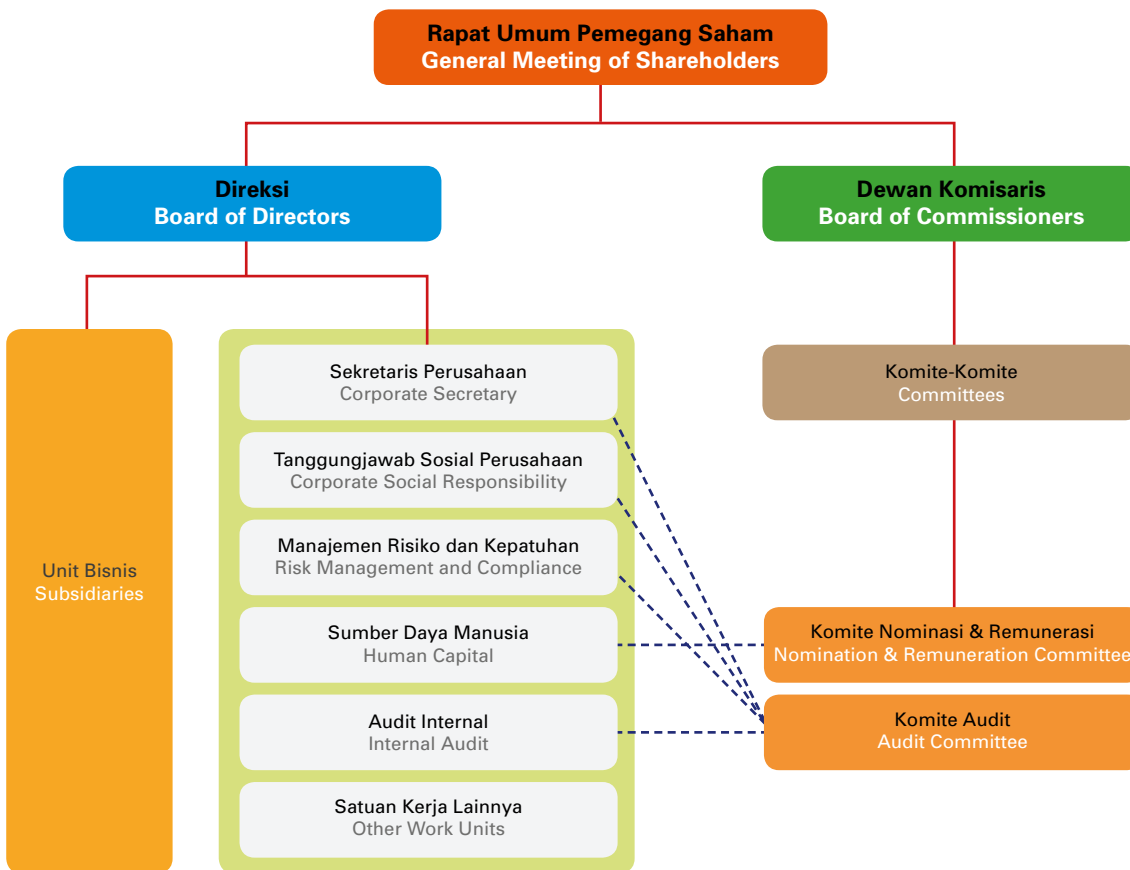 Rapat Umum Pemegang Saham
General Meeting of Shareholders
Direksi
Board of Directors
Dewan Komisaris
Board of Commissioners
Unit Bisnis
Subsidiaries
Sekretaris Perusahaan
Corporate Secretary
Tanggungjawab Sosial Perusahaan
Corporate Social Responsibility
Manajemen Risiko dan Kepatuhan
Risk Management and Compliance
Sumber Daya Manusia
Human Capital
Audit Internal
Internal Audit
Satuan Kerja Lainnya
Other Work Units
Komite-Komite
Committees
Komite Nominasi & Remunerasi
Nomination & Remuneration Committee
Komite Audit
Audit Committee